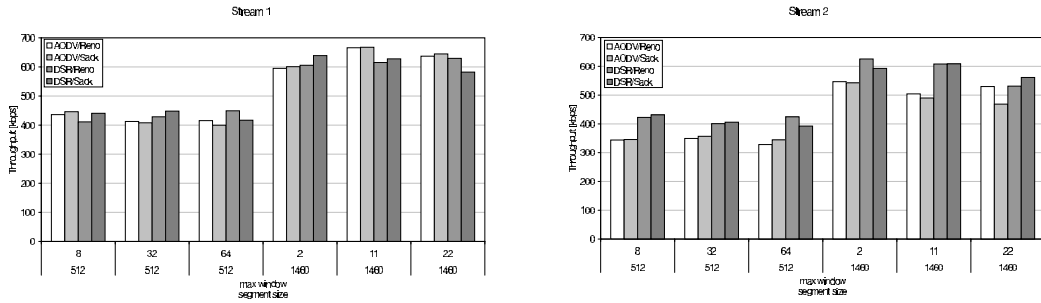 Stream 1
700
600
500
400
300
200
100
0
Throughput [kbps]
AODV/Reno
AODV/Sack
DSR/Reno
DSR/Sack
8 32 64 2 11 22
512 512 512 1460 1460 1460
max window
segment size
Stream 2
700
600
500
400
300
200
100
0
Throughput [kbps]
AODV/Reno
AODV/Sack
DSR/Reno
DSR/Sack
8 32 64 2 11 22
512 512 512 1460 1460 1460
max window
segment size